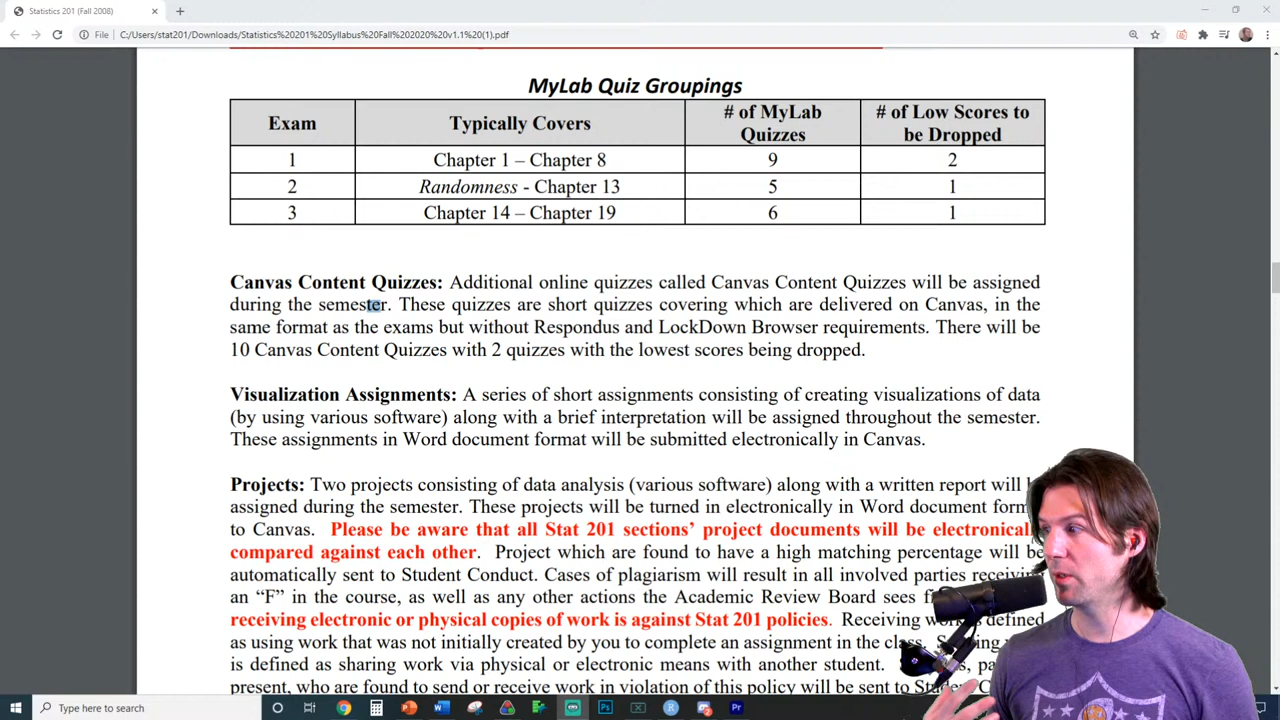 Statistics 201 (Fall 2008)
File C:/Users/stat201/Downloads/Statistics%20201%20Syllabus%20Fall%202020%20v1.1%20(1).pdf
MyLab Quiz Groupings
Exam Typically Covers # of MyLab Quizzes # of Low Scores to be Dropped
1 Chapter 1 – Chapter 8 9 2
2 Randomness - Chapter 13 5 1
3 Chapter 14 – Chapter 19 6 1
Canvas Content Quizzes: Additional online quizzes called Canvas Content Quizzes will be assigned
during the semester. These quizzes are short quizzes covering which are delivered on Canvas, in the
same format as the exams but without Respondus and LockDown Browser requirements. There will be
10 Canvas Content Quizzes with 2 quizzes with the lowest scores being dropped.
Visualization Assignments: A series of short assignments consisting of creating visualizations of data
(by using various software) along with a brief interpretation will be assigned throughout the semester.
These assignments in Word document format will be submitted electronically in Canvas.
Projects: Two projects consisting of data analysis (various software) along with a written report will
assigned during the semester. These projects will be turned in electronically in Word document
to Canvas. Please be aware that all Stat 201 sections' project documents will be
compared against each other. Project which are found to have a high matching percentage will be
automatically sent to Student Conduct. Cases of plagiarism will result in all involved parties
an “F” in the course, as well as any other actions the Academic Review Board sees
receiving electronic or physical copies of work is against Stat 201 policies. Receiving defined
as using work that was not initially created by you to complete an assignment in the class.
is defined as sharing work via physical or electronic means with another student.
present, who are found to send or receive work in violation of this policy will be sent to
Type here to search